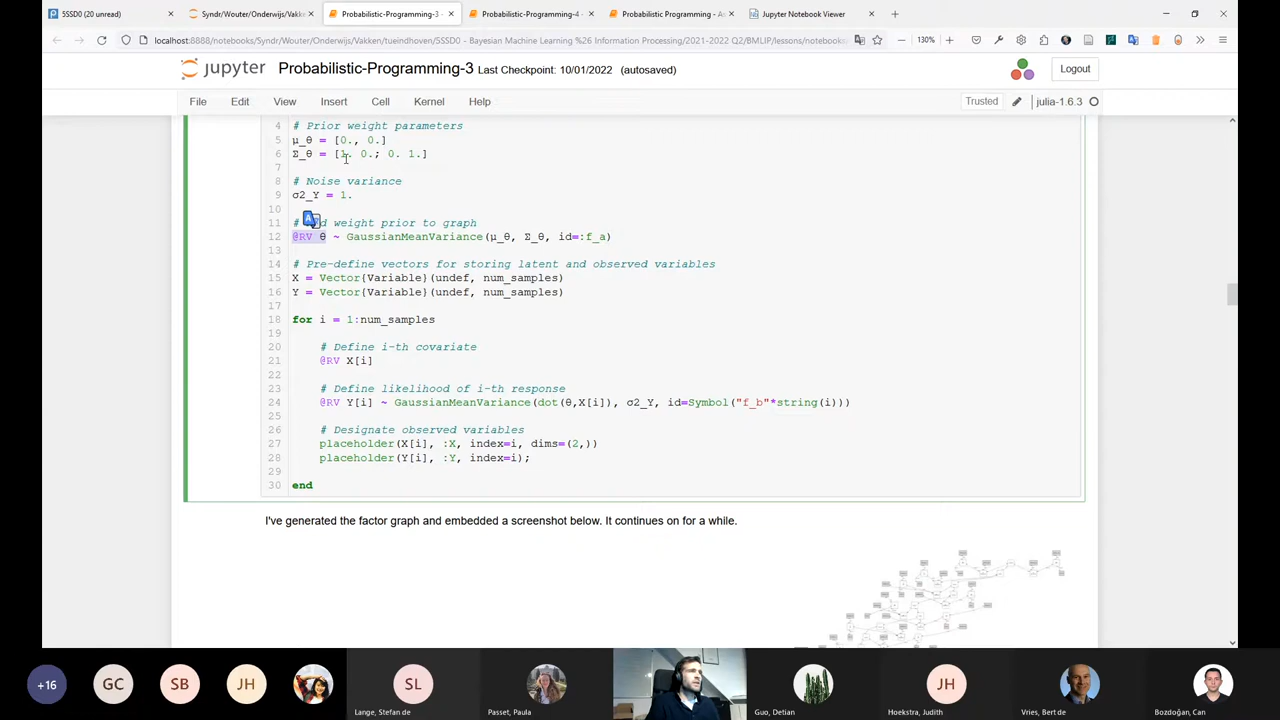 5SSD0 (20 unread)
Syndr/Wouter/Onderwijs/Vakke
Probabilistic-Programming-3 -
Probabilistic-Programming-4 -
Probabilistic Programming - As
Jupyter Notebook Viewer
localhost:8888/notebooks/Syndr/Wouter/Onderwijs/Vakken/tueindhoven/5SSD0 - Bayesian Machine Learning %26 Information Processing/2021-2022 Q2/BMLIP/lessons/notebooks
130%
jupyter Probabilistic-Programming-3 Last Checkpoint: 10/01/2022 (autosaved)
Logout
File Edit View Insert Cell Kernel Help
Trusted julia-1.6.3
4 # Prior weight parameters
5 μ_θ = [0., 0.]
6 Σ_θ = [1. 0.; 0. 1.]
7
8 # Noise variance
9 σ2_Y = 1.
10
11 # Add weight prior to graph
12 @RV θ ~ GaussianMeanVariance(μ_θ, Σ_θ, id=:f_a)
13
14 # Pre-define vectors for storing latent and observed variables
15 X = Vector{Variable}(undef, num_samples)
16 Y = Vector{Variable}(undef, num_samples)
17
18 for i = 1:num_samples
19
20 # Define i-th covariate
21 @RV X[i]
22
23 # Define likelihood of i-th response
24 @RV Y[i] ~ GaussianMeanVariance(dot(θ,X[i]), σ2_Y, id=Symbol("f_b"*string(i)))
25
26 # Designate observed variables
27 placeholder(X[i], :X, index=i, dims=(2,))
28 placeholder(Y[i], :Y, index=i);
29
30 end
I've generated the factor graph and embedded a screenshot below. It continues on for a while.
+16
GC
SB
JH
SL
JH
Lange, Stefan de
Passet, Paula
Guo, Detian
Hoekstra, Judith
Vries, Bert de
Bozdoğan, Can